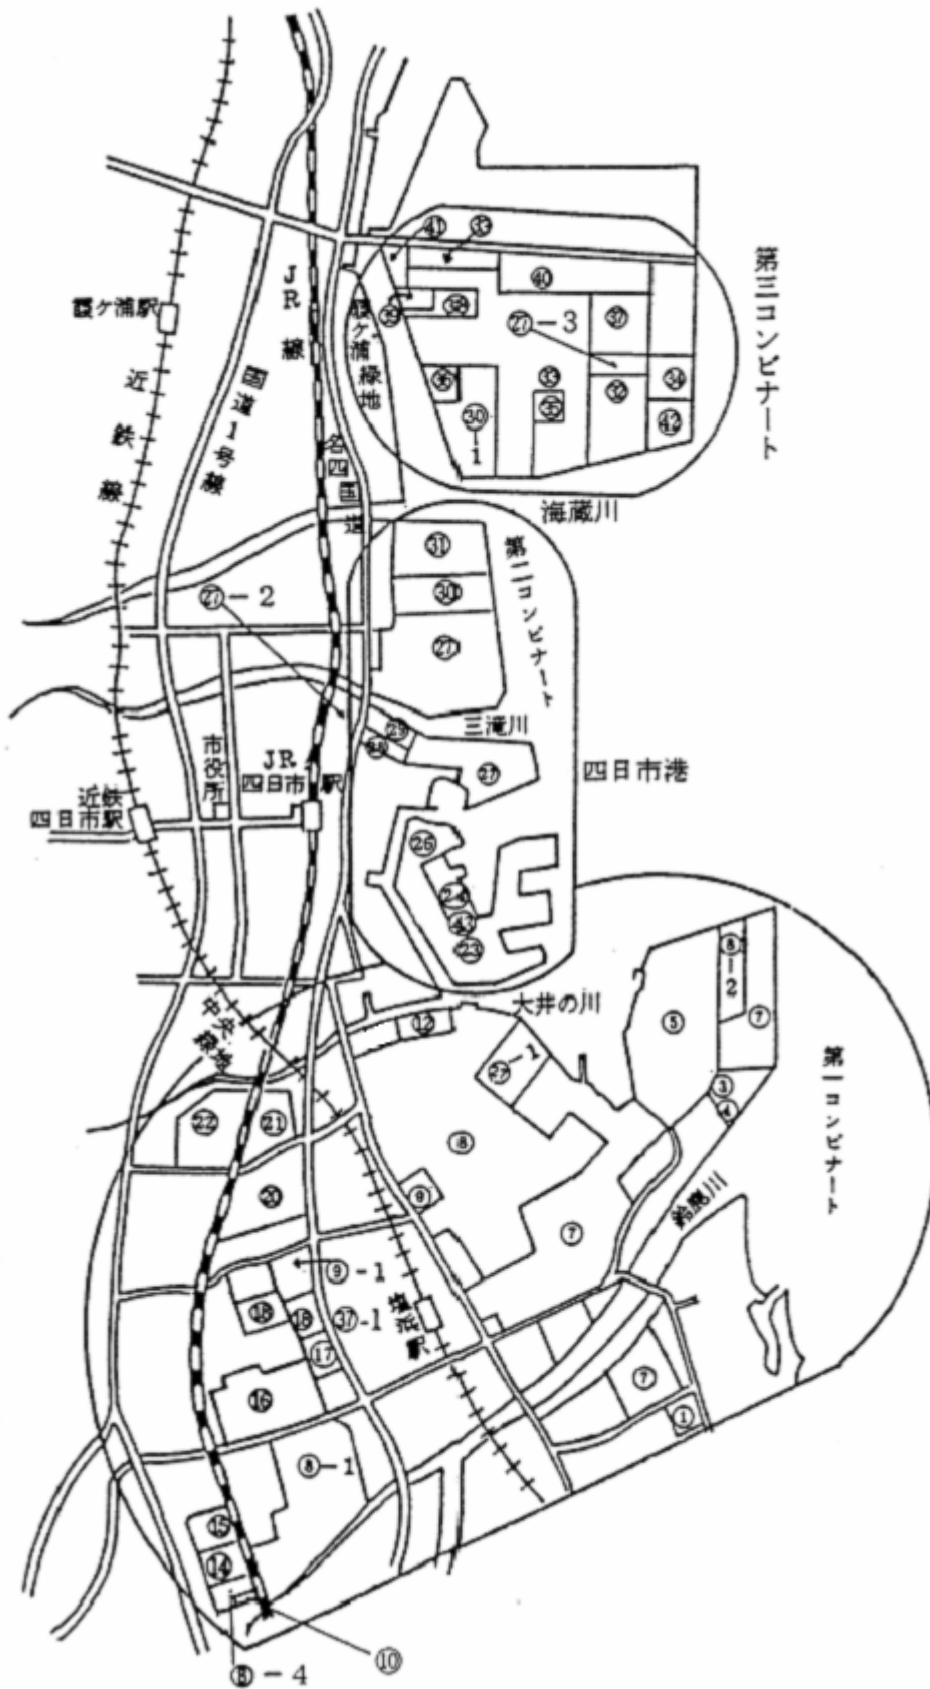 ㊶
㉝
第三コンビナート
JR線
㊵
霞ケ浦駅
霞ケ浦緑地
㊴
㊳
㉗-3
㊲
近鉄線
国道1号線
㊱
㉝
㉜
㉞
㉟
㉚-1
㊷
名四国道
海蔵川
㉛
第二コンビナート
㉗-2
㉚
㉗
三滝川
㉙
市役所
JR四日市駅
㉗
四日市港
近鉄四日市駅
㉖
㉔
㊸
㉓
大井の川
⑧-2
中央緑地
⑫
⑤
⑦
㉗-1
第一コンビナート
③
④
㉒
㉑
⑧
鈴鹿川
⑳
⑨
⑦
⑨-1
⑱
⑱
㊲-1
塩浜駅
⑰
⑦
⑯
①
⑧-1
⑮
⑭
⑩
⑧-4